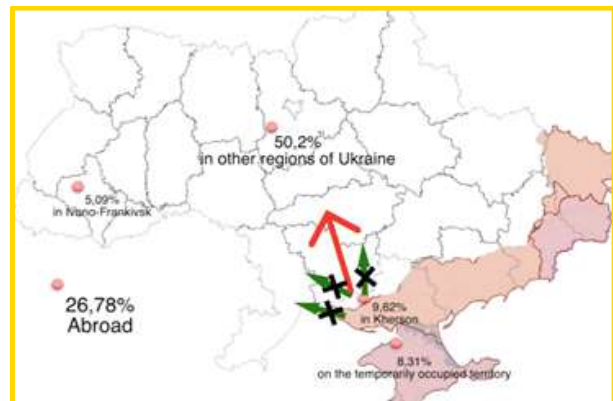 50,2%
in other regions of Ukraine
5,09%
in Ivano-Frankivsk
26,78%
Abroad
9,62%
in Kherson
8,31%
on the temporarily occupied territory